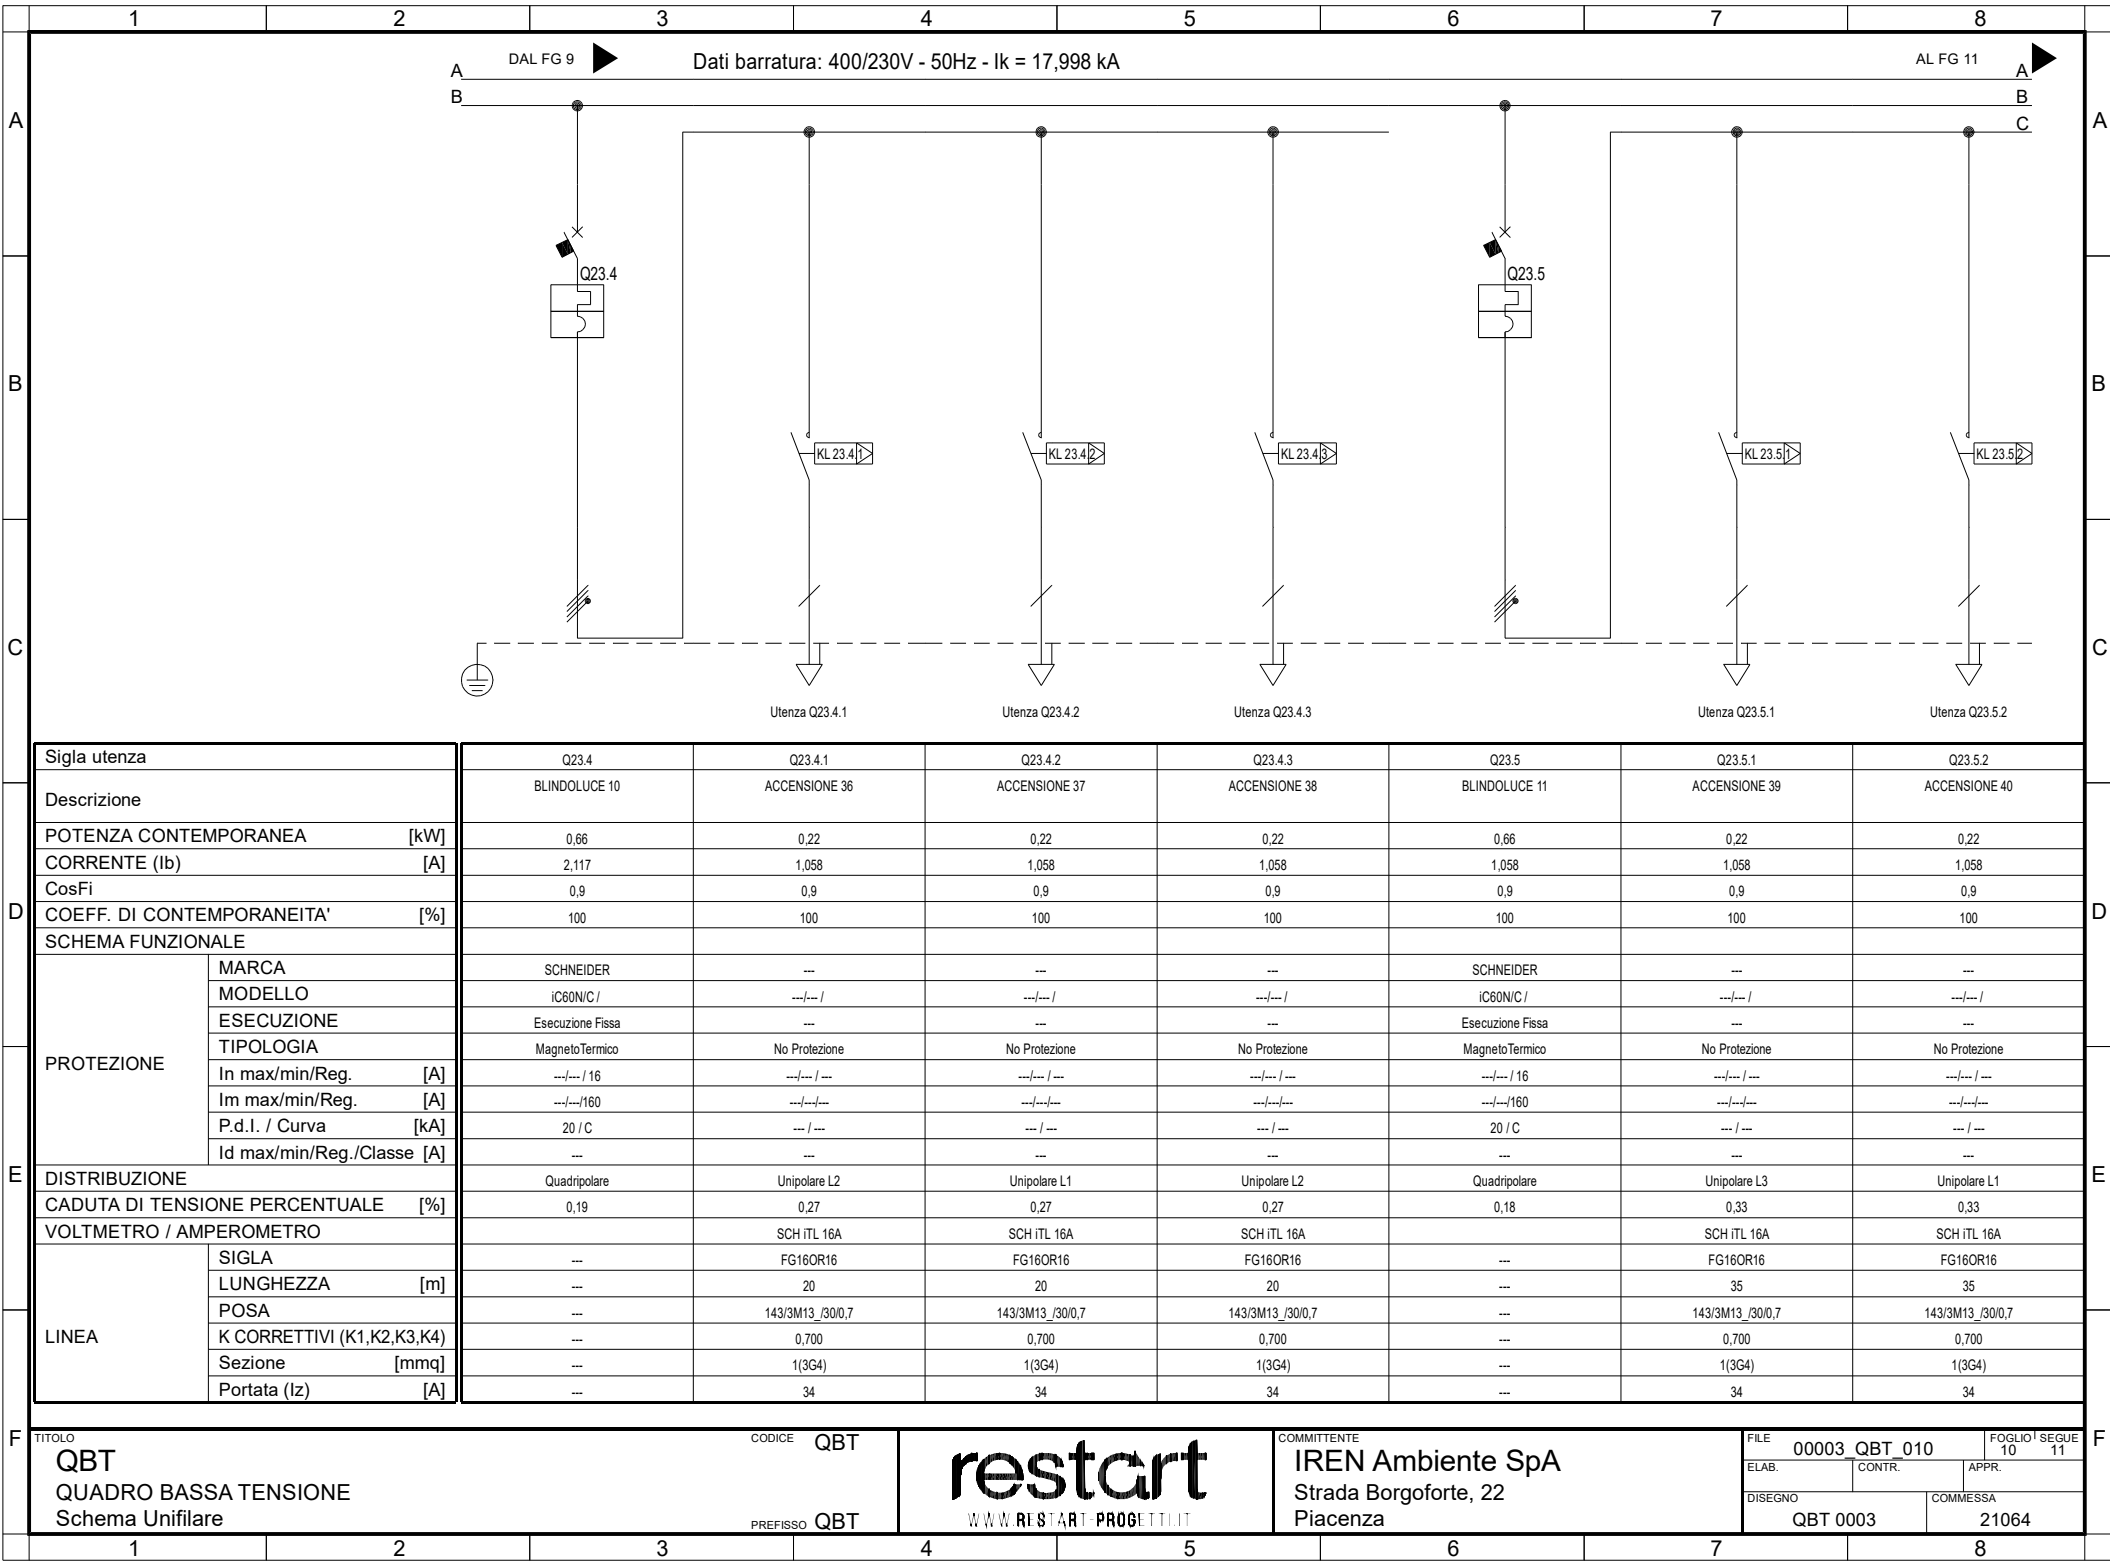 1 2 3 4 5 6 7 8
DAL FG 9 Dati barratura: 400/230V - 50Hz - Ik = 17,998 kA AL FG 11
A A
B B
C
A A
Q23.4 Q23.5
B B
KL 23.4.1 KL 23.4.2 KL 23.4.3 KL 23.5.1 KL 23.5.2
C C
Utenza Q23.4.1 Utenza Q23.4.2 Utenza Q23.4.3 Utenza Q23.5.1 Utenza Q23.5.2
Sigla utenza Q23.4 Q23.4.1 Q23.4.2 Q23.4.3 Q23.5 Q23.5.1 Q23.5.2
Descrizione BLINDOLUCE 10 ACCENSIONE 36 ACCENSIONE 37 ACCENSIONE 38 BLINDOLUCE 11 ACCENSIONE 39 ACCENSIONE 40
POTENZA CONTEMPORANEA [kW] 0,66 0,22 0,22 0,22 0,66 0,22 0,22
CORRENTE (Ib) [A] 2,117 1,058 1,058 1,058 1,058 1,058 1,058
CosFi 0,9 0,9 0,9 0,9 0,9 0,9 0,9
D COEFF. DI CONTEMPORANEITA' [%] 100 100 100 100 100 100 100 D
SCHEMA FUNZIONALE
PROTEZIONE
MARCA SCHNEIDER --- --- --- SCHNEIDER --- ---
MODELLO iC60N/C / ---/--- / ---/--- / ---/--- / iC60N/C / ---/--- / ---/--- /
ESECUZIONE Esecuzione Fissa --- --- --- Esecuzione Fissa --- ---
TIPOLOGIA MagnetoTermico No Protezione No Protezione No Protezione MagnetoTermico No Protezione No Protezione
In max/min/Reg. [A] ---/--- / 16 ---/--- / --- ---/--- / --- ---/--- / --- ---/--- / 16 ---/--- / --- ---/--- / ---
Im max/min/Reg. [A] ---/---/160 ---/---/--- ---/---/--- ---/---/--- ---/---/160 ---/---/--- ---/---/---
P.d.I. / Curva [kA] 20 / C --- / --- --- / --- --- / --- 20 / C --- / --- --- / ---
Id max/min/Reg./Classe [A] --- --- --- --- --- --- ---
E DISTRIBUZIONE Quadripolare Unipolare L2 Unipolare L1 Unipolare L2 Quadripolare Unipolare L3 Unipolare L1 E
CADUTA DI TENSIONE PERCENTUALE [%] 0,19 0,27 0,27 0,27 0,18 0,33 0,33
VOLTMETRO / AMPEROMETRO SCH iTL 16A SCH iTL 16A SCH iTL 16A SCH iTL 16A SCH iTL 16A
LINEA
SIGLA --- FG16OR16 FG16OR16 FG16OR16 --- FG16OR16 FG16OR16
LUNGHEZZA [m] --- 20 20 20 --- 35 35
POSA --- 143/3M13_/30/0,7 143/3M13_/30/0,7 143/3M13_/30/0,7 --- 143/3M13_/30/0,7 143/3M13_/30/0,7
K CORRETTIVI (K1,K2,K3,K4) --- 0,700 0,700 0,700 --- 0,700 0,700
Sezione [mmq] --- 1(3G4) 1(3G4) 1(3G4) --- 1(3G4) 1(3G4)
Portata (Iz) [A] --- 34 34 34 --- 34 34
F F
TITOLO
QBT
QUADRO BASSA TENSIONE
Schema Unifilare
CODICE QBT
PREFISSO QBT
restart
WWW.RESTART-PROGETTI.IT
COMMITTENTE
IREN Ambiente SpA
Strada Borgoforte, 22
Piacenza
FILE 00003_QBT_010 FOGLIO 10 SEGUE 11
ELAB. CONTR. APPR.
DISEGNO COMMESSA
QBT 0003 21064
1 2 3 4 5 6 7 8